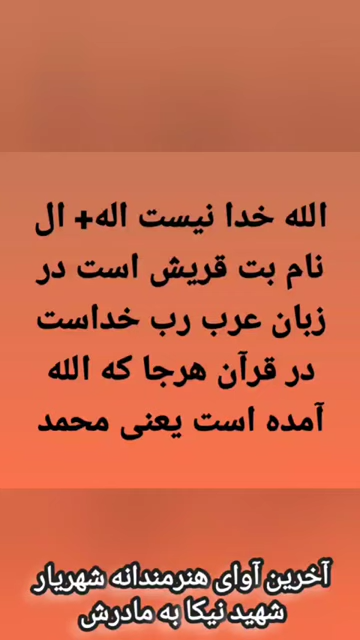 الله خدا نیست اله+ ال
نام بت قریش است در
زبان عرب رب خداست
در قرآن هرجا که الله
آمده است یعنی محمد
آخرین آوای هنرمندانه شهریار
شهید نیکا به مادرش